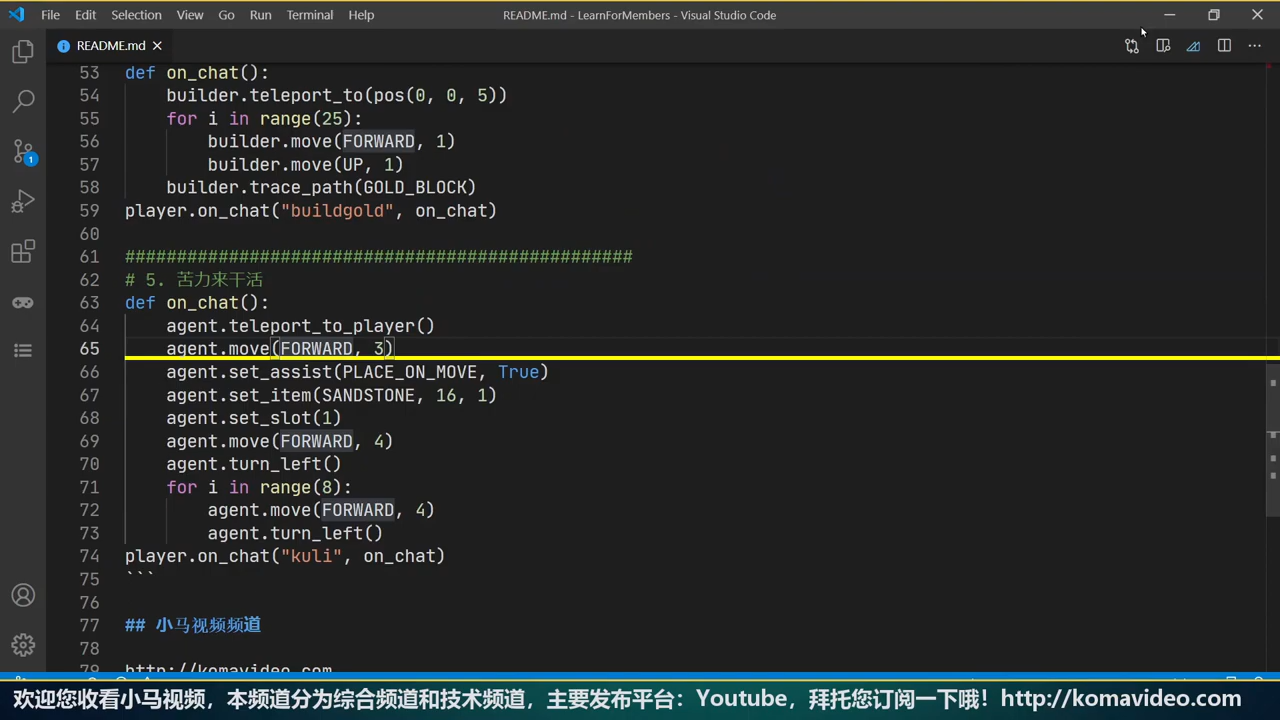 File Edit Selection View Go Run Terminal Help README.md - LearnForMembers - Visual Studio Code
README.md
53 def on_chat():
54     builder.teleport_to(pos(0, 0, 5))
55     for i in range(25):
56         builder.move(FORWARD, 1)
57         builder.move(UP, 1)
58     builder.trace_path(GOLD_BLOCK)
59 player.on_chat("buildgold", on_chat)
60
61 #################################################
62 # 5. 苦力来干活
63 def on_chat():
64     agent.teleport_to_player()
65     agent.move(FORWARD, 3)
66     agent.set_assist(PLACE_ON_MOVE, True)
67     agent.set_item(SANDSTONE, 16, 1)
68     agent.set_slot(1)
69     agent.move(FORWARD, 4)
70     agent.turn_left()
71     for i in range(8):
72         agent.move(FORWARD, 4)
73         agent.turn_left()
74 player.on_chat("kuli", on_chat)
75 ```
76
77 ## 小马视频频道
78
79 http://komavideo.com
1
欢迎您收看小马视频，本频道分为综合频道和技术频道，主要发布平台：Youtube，拜托您订阅一下哦！http://komavideo.com